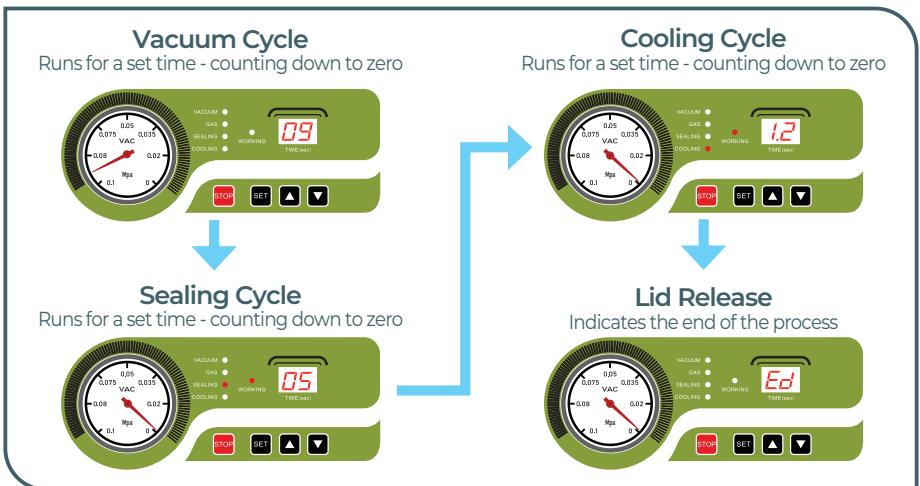 Vacuum Cycle
Runs for a set time - counting down to zero
VACUUM
GAS
SEALING
COOLING
WORKING
09
TIME(sec)
0.05
0.075
0.035
VAC
0.08
0.02
Mpa
0.1
0
STOP
SET
Sealing Cycle
Runs for a set time - counting down to zero
VACUUM
GAS
SEALING
COOLING
WORKING
05
TIME(sec)
0,05
0.075
0.035
VAC
0.08
0.02
Mpa
0.1
0
STOP
SET
Cooling Cycle
Runs for a set time - counting down to zero
VACUUM
GAS
SEALING
COOLING
WORKING
1.2
TIME(sec)
0.05
0.075
0.035
VAC
0.08
0.02
Mpa
0.1
0
STOP
SET
Lid Release
Indicates the end of the process
VACUUM
GAS
SEALING
COOLING
WORKING
Ed
TIME(sec)
0,05
0.075
0.035
VAC
0.08
0.02
Mpa
0.1
0
STOP
SET